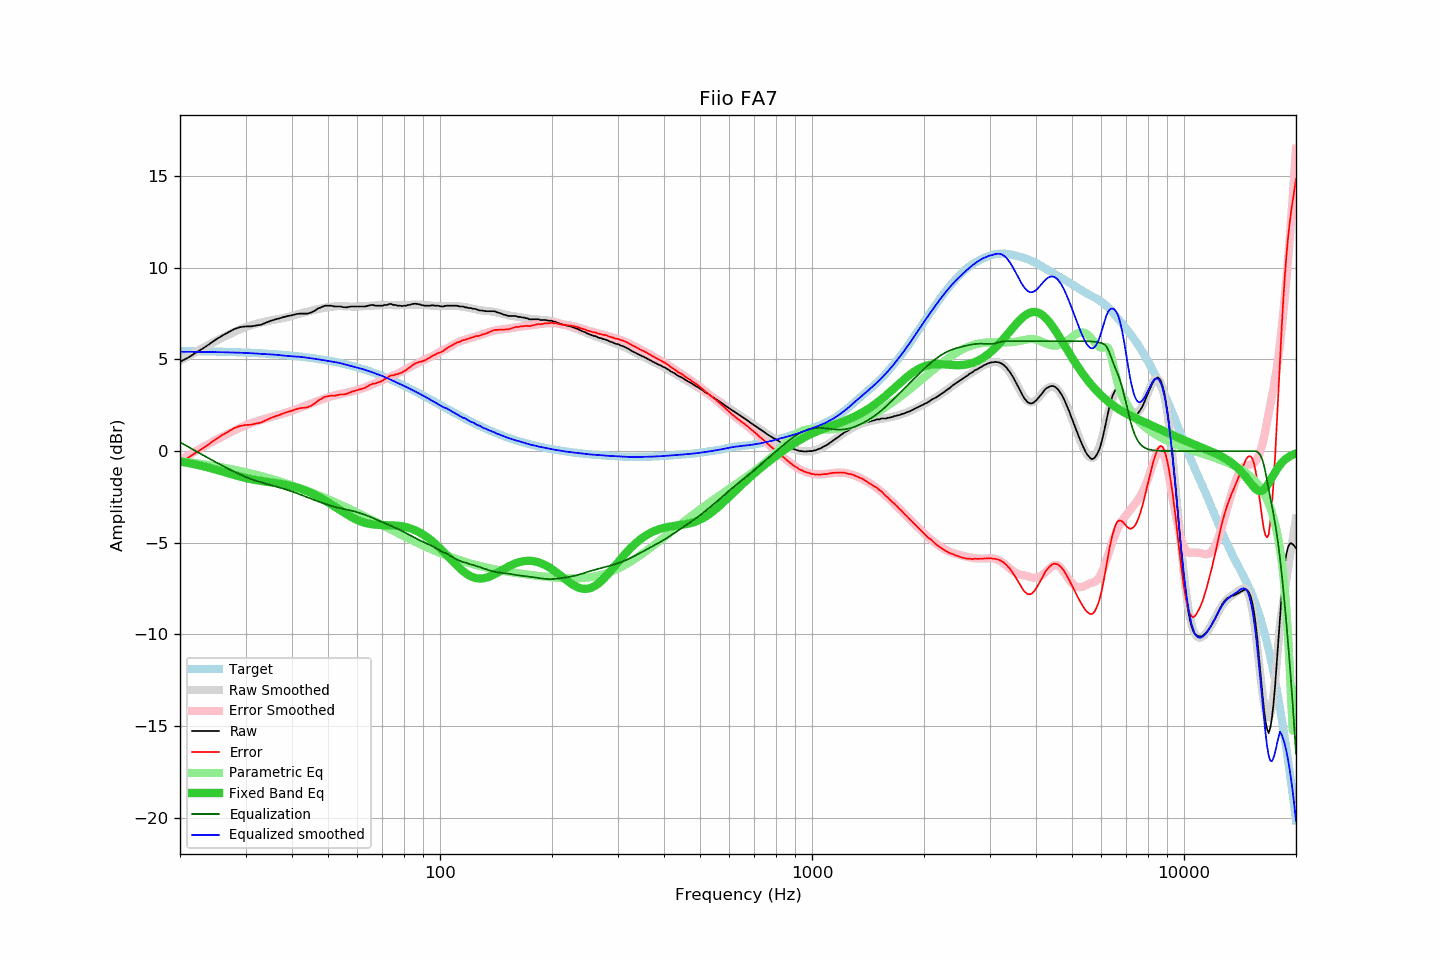 Fiio FA7
Amplitude (dBr)
15
10
5
0
−5
−10
−15
−20
Target
Raw Smoothed
Error Smoothed
Raw
Error
Parametric Eq
Fixed Band Eq
Equalization
Equalized smoothed
100
1000
10000
Frequency (Hz)